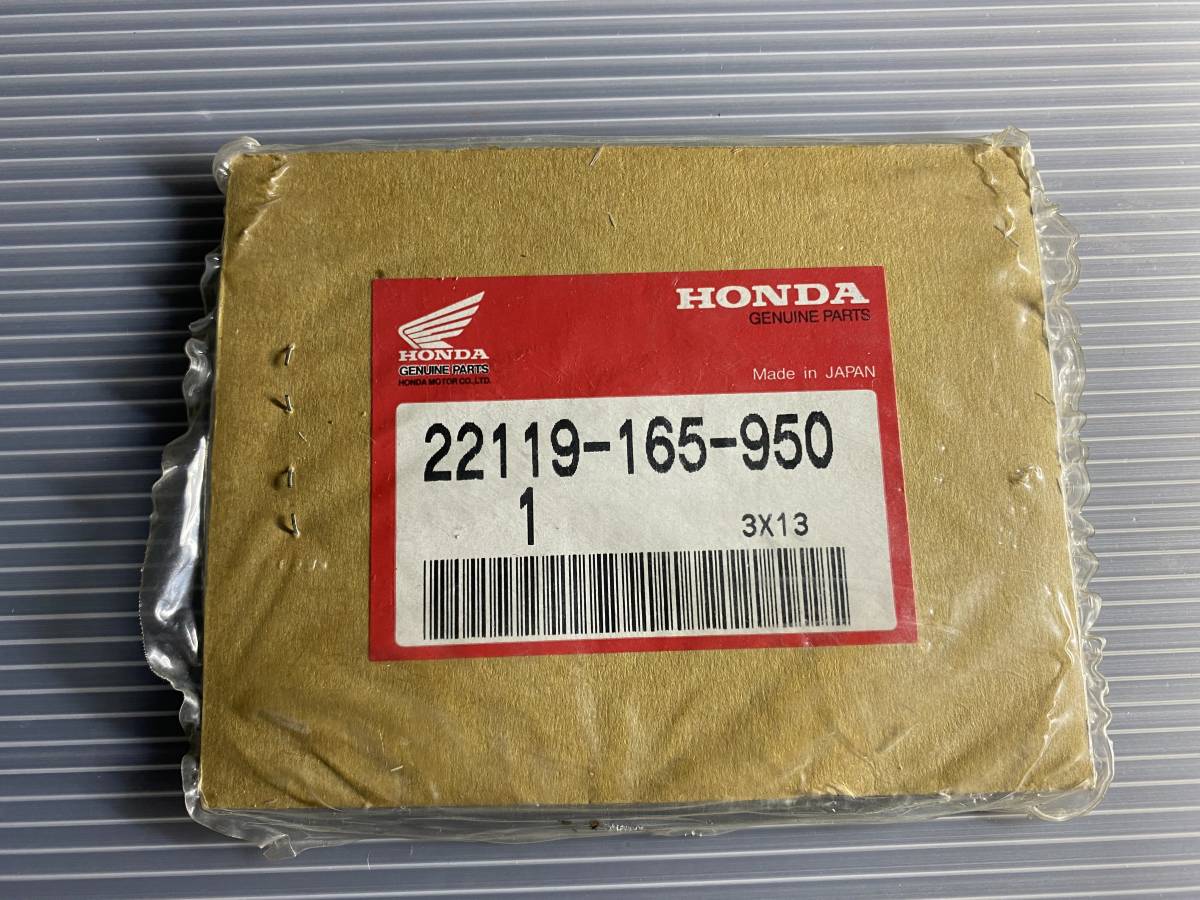 HONDA
GENUINE PARTS
HONDA MOTOR CO.,LTD.
HONDA
GENUINE PARTS
Made in JAPAN
22119-165-950
1 3X13